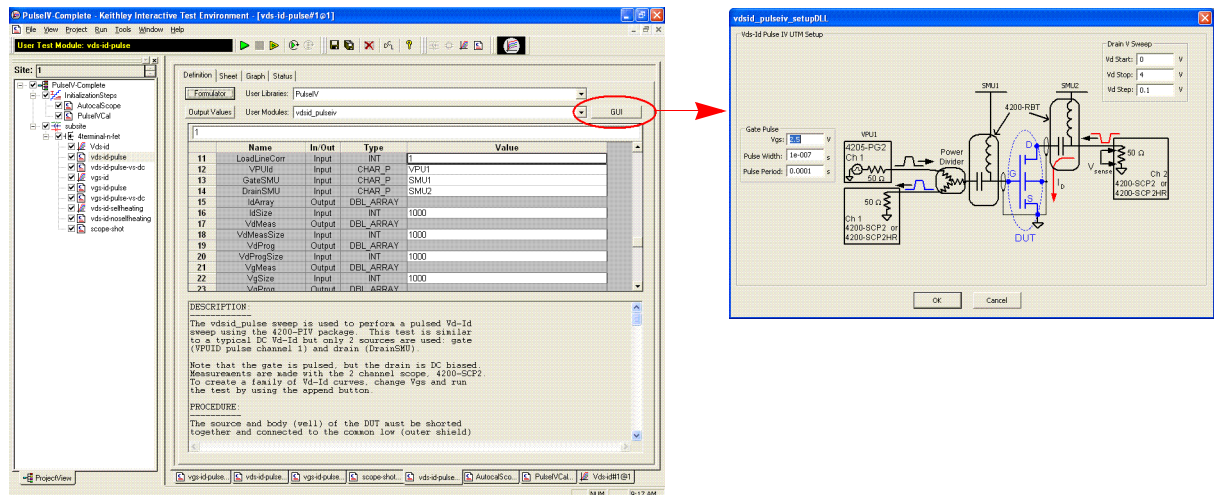 PulseIV-Complete - Keithley Interactive Test Environment - [vds-id-pulse#1@1]
File View Project Run Tools Window Help
User Test Module: vds-id-pulse
Site: 1
PulseIV-Complete
InitializationSteps
AutocalScope
PulseIVCal
subsite
4terminal-n-fet
Vds-id
vds-id-pulse
vds-id-pulse-vs-dc
vgs-id
vgs-id-pulse
vgs-id-pulse-vs-dc
vds-id-selfheating
vds-id-noselfheating
scope-shot
ProjectView
Definition Sheet Graph Status
Formulator User Libraries: PulseIV
Output Values User Modules: vdsid_pulseiv GUI
1
Name In/Out Type Value
11 LoadLineCorr Input INT 1
12 VPUId Input CHAR_P VPU1
13 GateSMU Input CHAR_P SMU1
14 DrainSMU Input CHAR_P SMU2
15 IdArray Output DBL_ARRAY
16 IdSize Input INT 1000
17 VdMeas Output DBL_ARRAY
18 VdMeasSize Input INT 1000
19 VdProg Output DBL_ARRAY
20 VdProgSize Input INT 1000
21 VgMeas Output DBL_ARRAY
22 VgSize Input INT 1000
23 VgProg Output DBL_ARRAY
DESCRIPTION:
------------
The vdsid_pulse sweep is used to perform a pulsed Vd-Id
sweep using the 4200-PIV package. This test is similar
to a typical DC Vd-Id but only 2 sources are used: gate
(VPUID pulse channel 1) and drain (DrainSMU).
Note that the gate is pulsed, but the drain is DC biased.
Measurements are made with the 2 channel scope, 4200-SCP2.
To create a family of Vd-Id curves, change Vgs and run
the test by using the append button.
PROCEDURE:
----------
The source and body (well) of the DUT must be shorted
together and connected to the common low (outer shield)
vgs-id-pulse... vds-id-pulse... vgs-id-pulse... scope-shot... vds-id-pulse... AutocalSco... PulseIVCal... Vds-id#1@1
NUM 9:17 AM
vdsid_pulseiv_setupDLL
Vds-Id Pulse IV UTM Setup
Drain V Sweep
Vd Start: 0 V
Vd Stop: 4 V
Vd Step: 0.1 V
Gate Pulse
Vgs: 2.5 V
Pulse Width: 1e-007 s
Pulse Period: 0.0001 s
SMU1
SMU2
4200-RBT
VPU1
4205-PG2
Ch 1
50 Ω
Power
Divider
50 Ω
Ch 1
4200-SCP2 or
4200-SCP2HR
D
G
S
DUT
ID
Vsense
50 Ω
Ch 2
4200-SCP2 or
4200-SCP2HR
OK Cancel